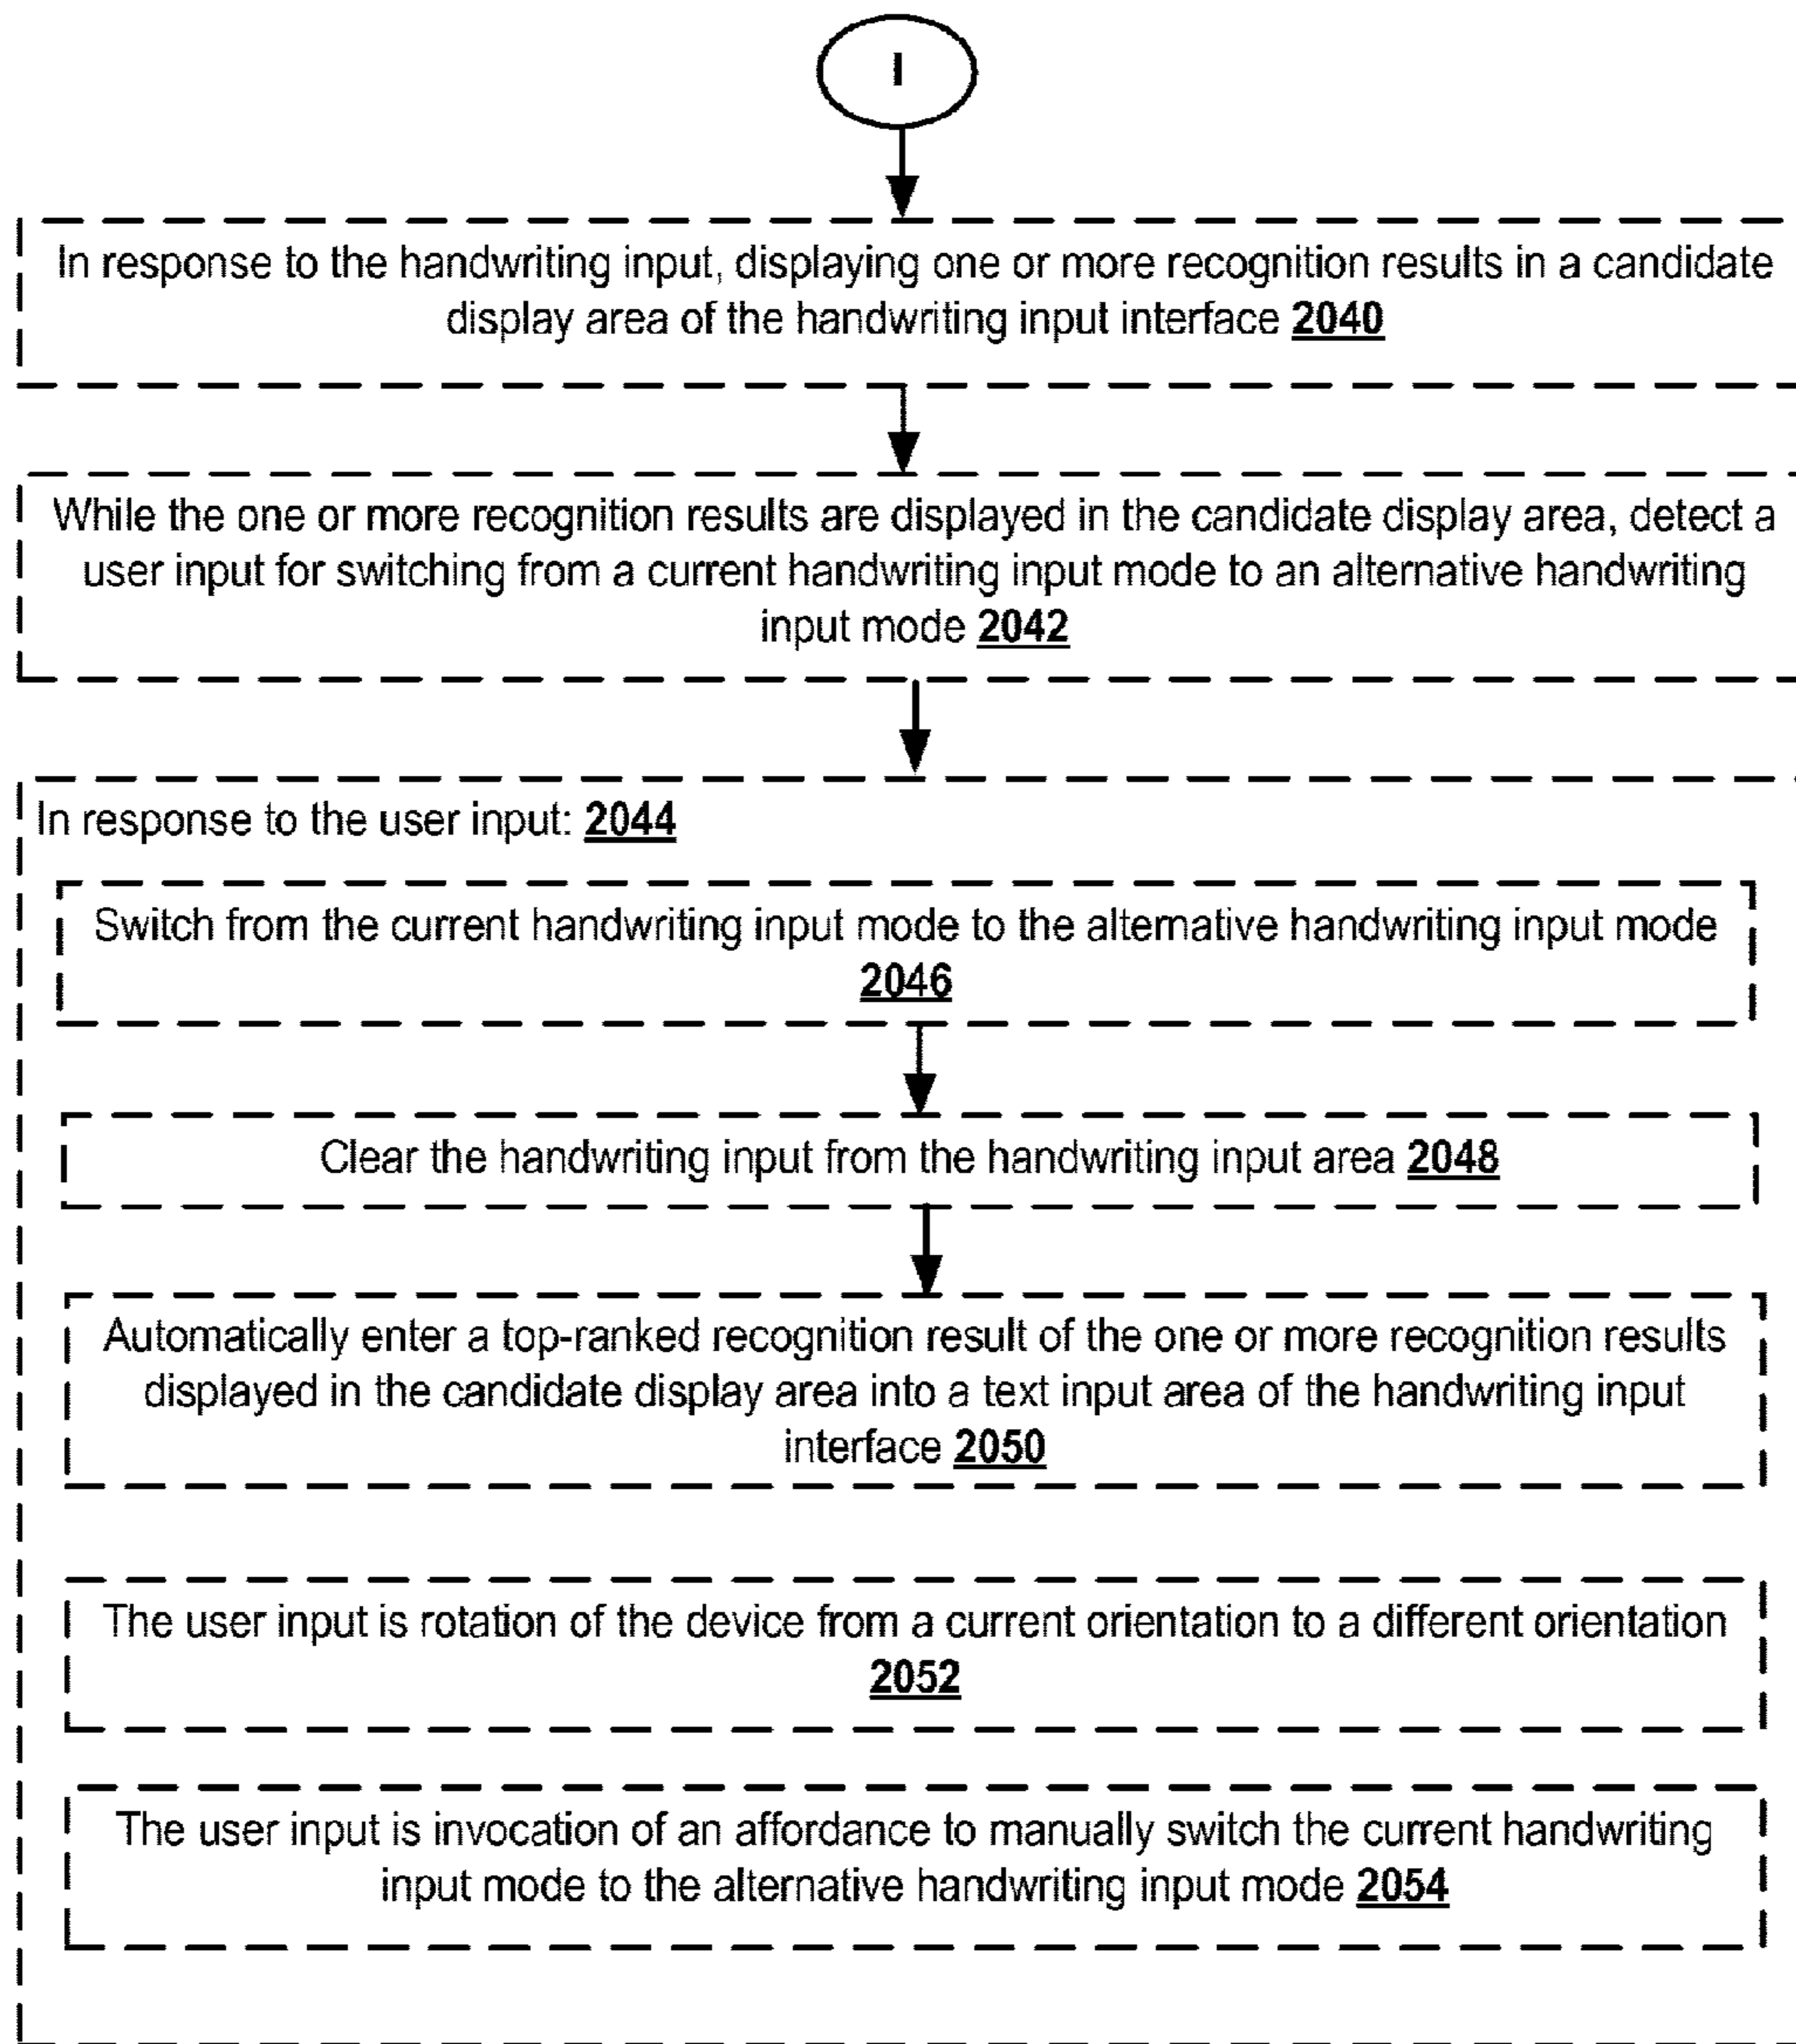 I
In response to the handwriting input, displaying one or more recognition results in a candidate
display area of the handwriting input interface 2040
While the one or more recognition results are displayed in the candidate display area, detect a
user input for switching from a current handwriting input mode to an alternative handwriting
input mode 2042
In response to the user input: 2044
Switch from the current handwriting input mode to the alternative handwriting input mode
2046
Clear the handwriting input from the handwriting input area 2048
Automatically enter a top-ranked recognition result of the one or more recognition results
displayed in the candidate display area into a text input area of the handwriting input
interface 2050
The user input is rotation of the device from a current orientation to a different orientation
2052
The user input is invocation of an affordance to manually switch the current handwriting
input mode to the alternative handwriting input mode 2054